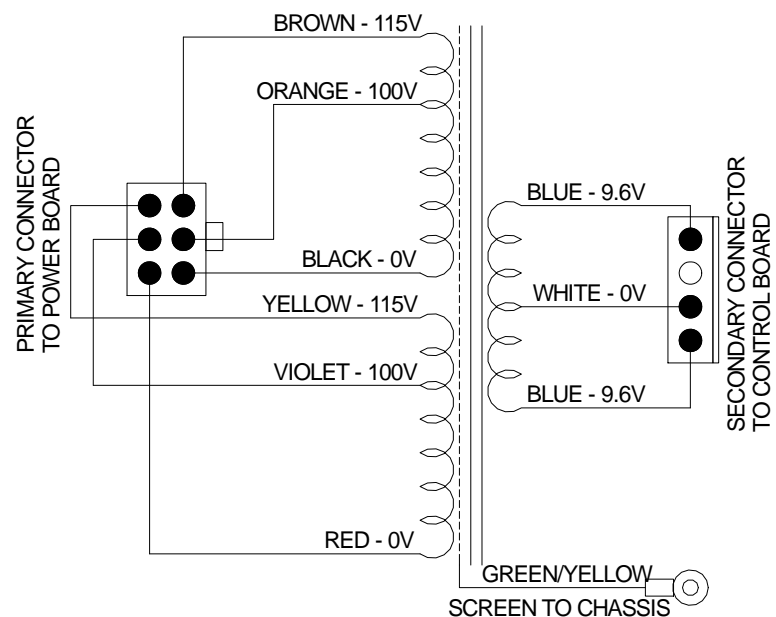 BROWN - 115V
ORANGE - 100V
BLACK - 0V
YELLOW - 115V
VIOLET - 100V
RED - 0V
PRIMARY CONNECTOR
TO POWER BOARD
BLUE - 9.6V
WHITE - 0V
BLUE - 9.6V
SECONDARY CONNECTOR
TO CONTROL BOARD
GREEN/YELLOW
SCREEN TO CHASSIS